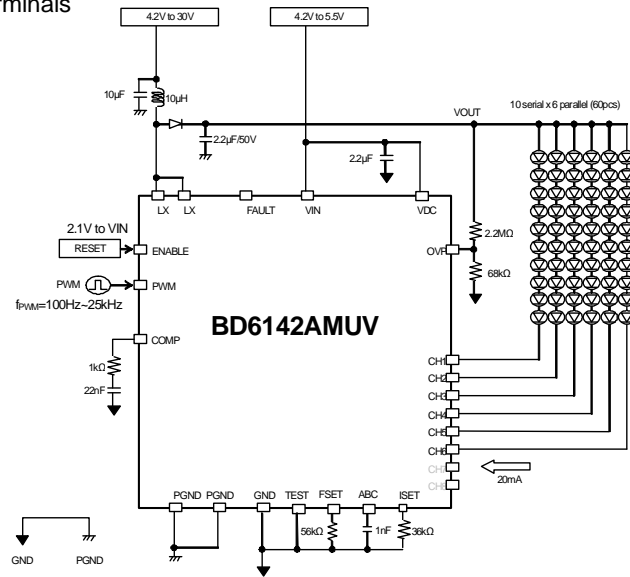 minals
4.2V to 30V
4.2V to 5.5V
10μF
10μH
VOUT
10 serial x 6 parallel (60pcs)
2.2μF/50V
2.2μF
LX
LX
FAULT
VIN
VDC
2.1V to VIN
RESET
ENABLE
2.2MΩ
OVP
68kΩ
PWM
PWM
fPWM=100Hz~25kHz
BD6142AMUV
COMP
1kΩ
22nF
CH1
CH2
CH3
CH4
CH5
CH6
CH7
CH8
20mA
PGND
PGND
GND
TEST
FSET
ABC
ISET
56kΩ
1nF
36kΩ
GND
PGND